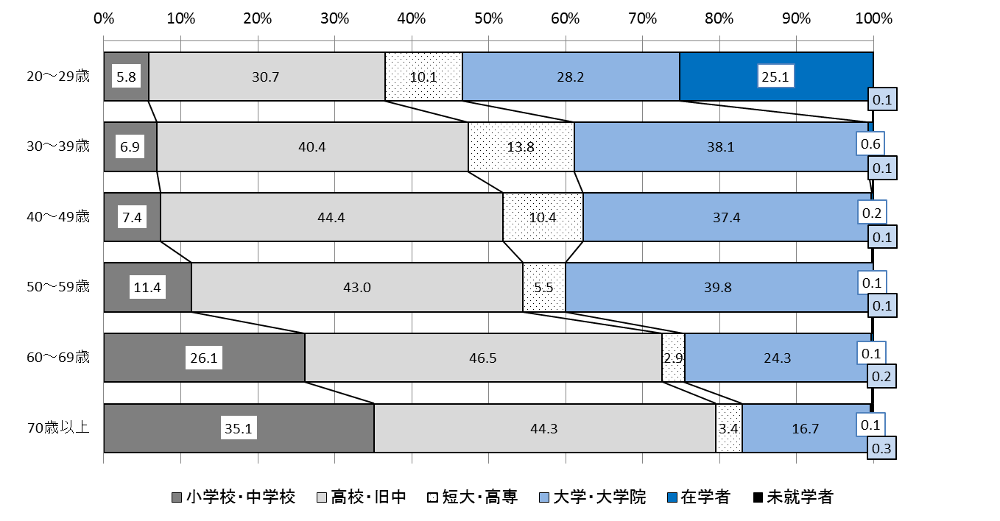 0% 10% 20% 30% 40% 50% 60% 70% 80% 90% 100%
20～29歳 5.8 30.7 10.1 28.2 25.1 0.1
30～39歳 6.9 40.4 13.8 38.1 0.6 0.1
40～49歳 7.4 44.4 10.4 37.4 0.2 0.1
50～59歳 11.4 43.0 5.5 39.8 0.1 0.1
60～69歳 26.1 46.5 2.9 24.3 0.1 0.2
70歳以上 35.1 44.3 3.4 16.7 0.1 0.3
小学校・中学校 高校・旧中 短大・高専 大学・大学院 在学者 未就学者